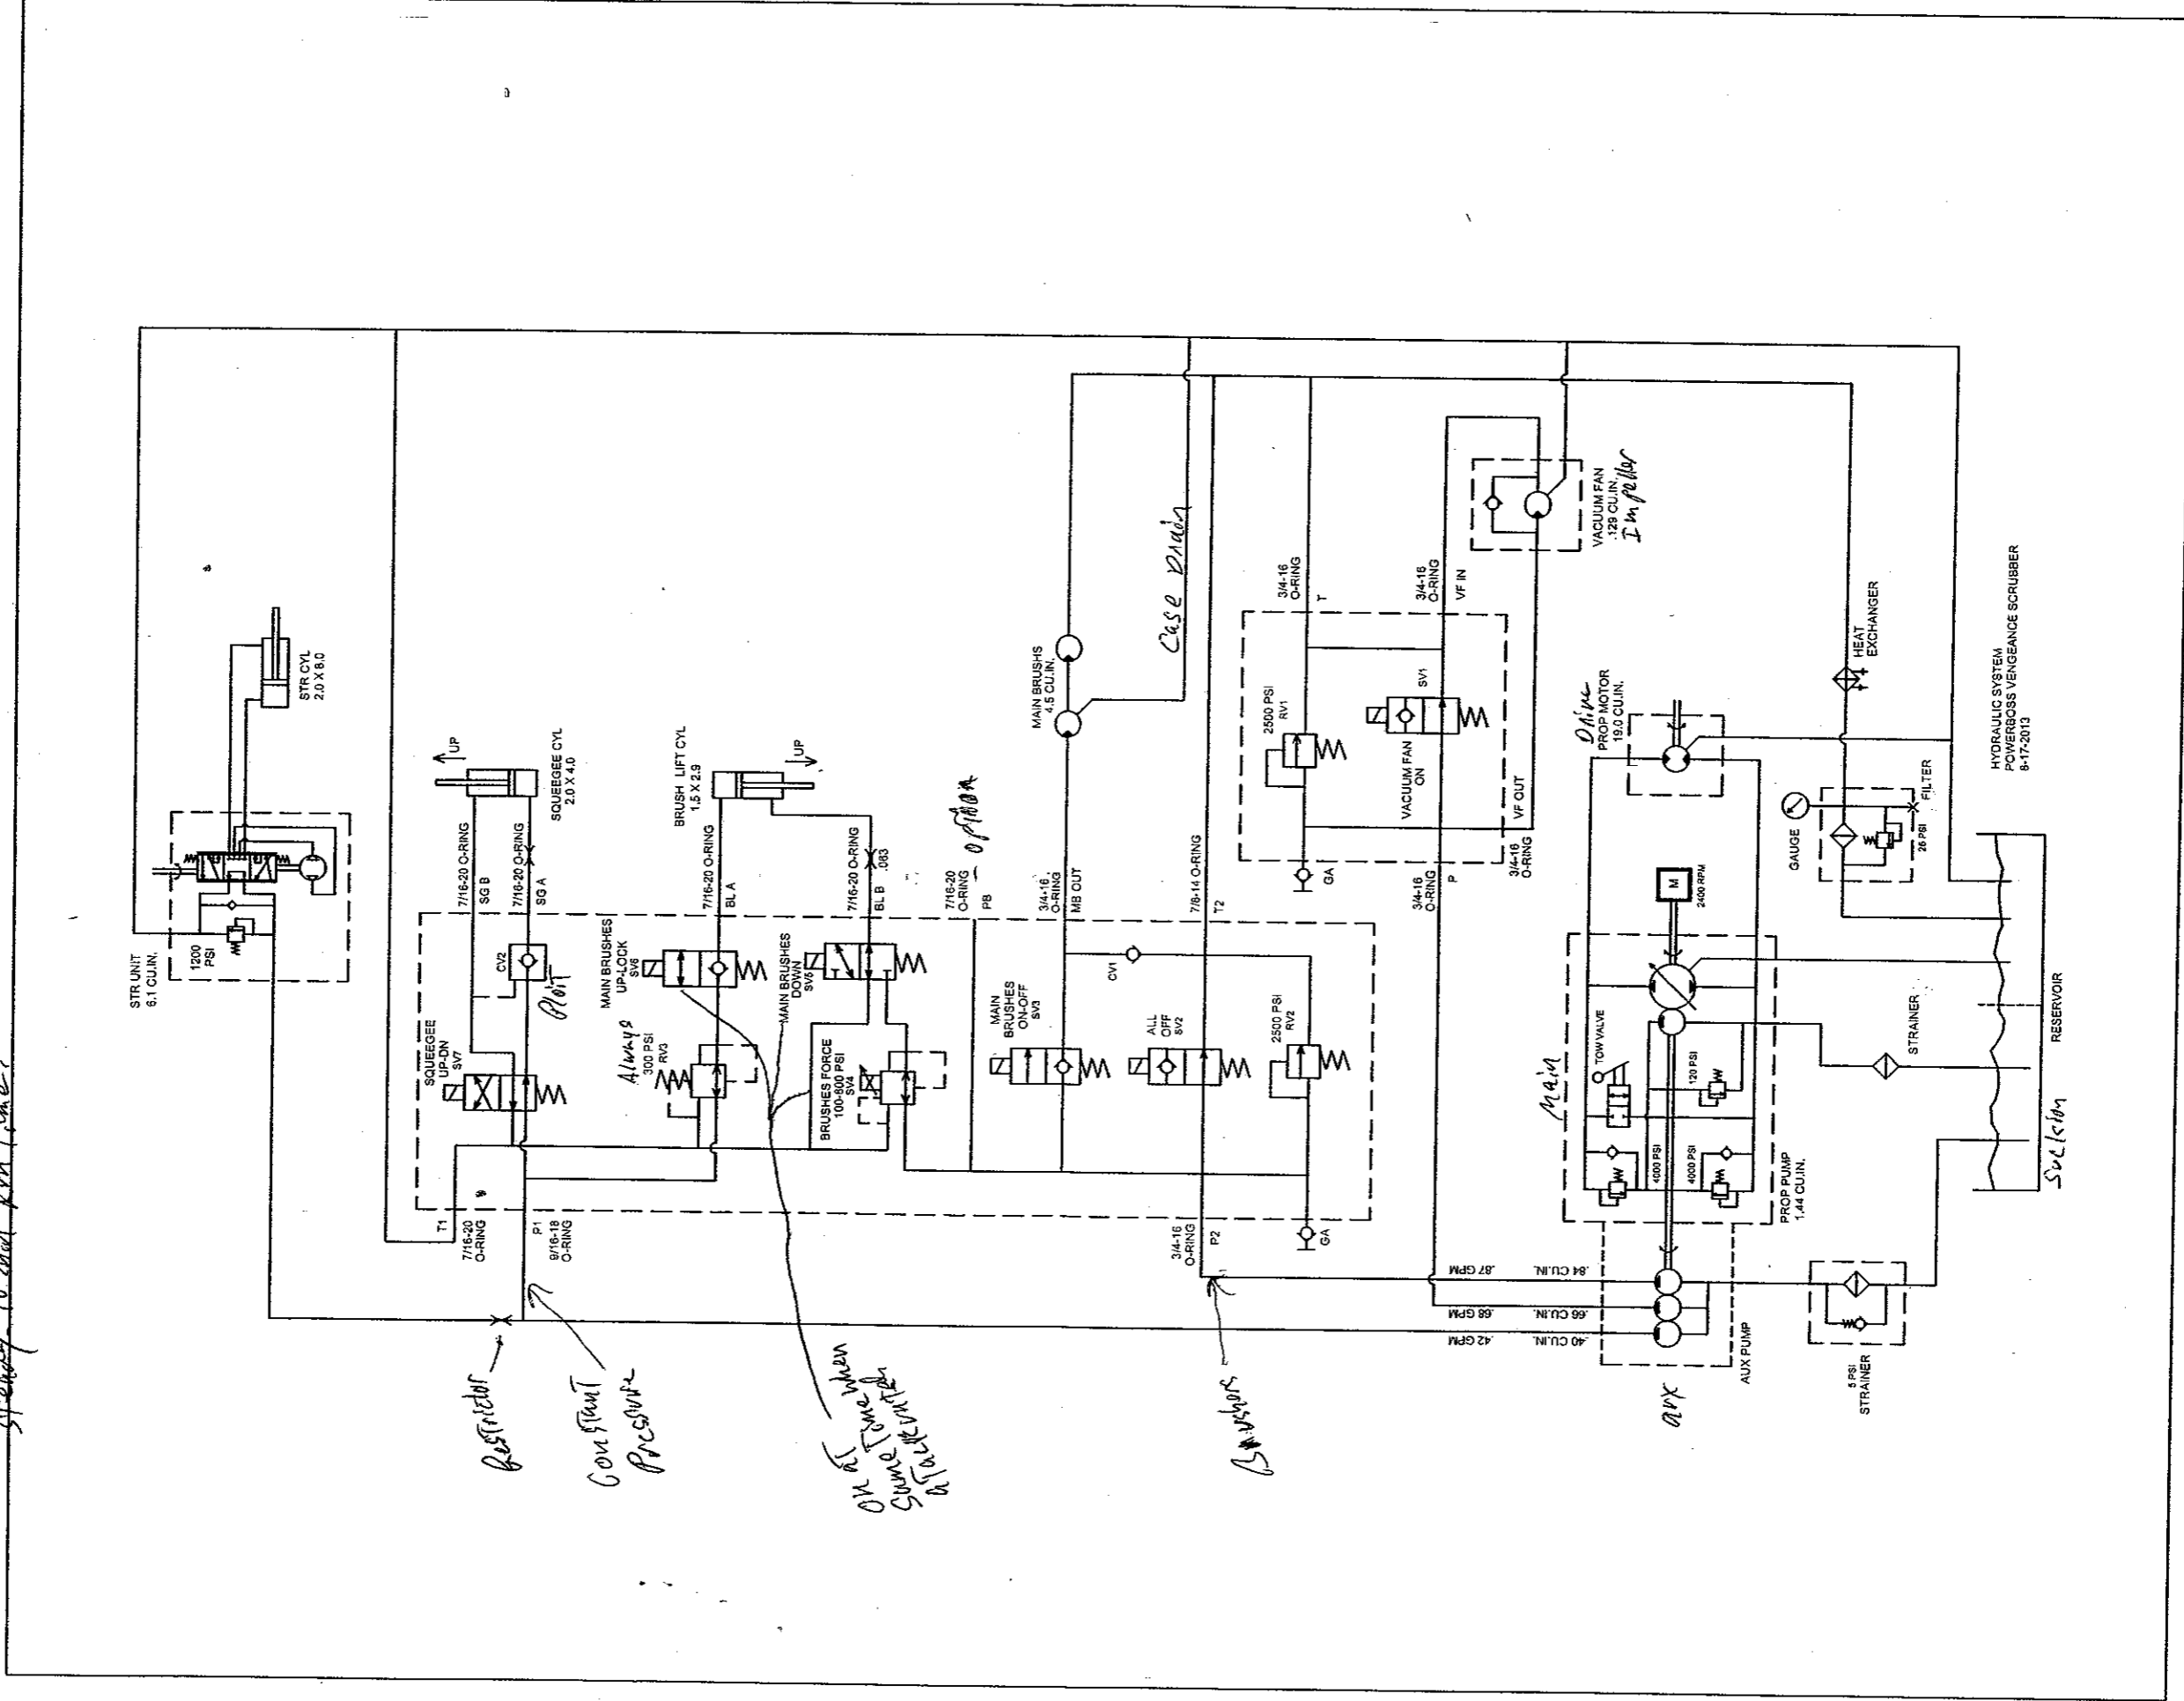 STR UNIT
6.1 CU.IN.
1200
PSI
STR CYL
2.0 X 8.0
SQUEEGEE
UP-DN
SV7
CV2
7/16-20 O-RING
SG B
7/16-20 O-RING
SG A
UP
SQUEEGEE CYL
2.0 X 4.0
T1
7/16-20
O-RING
P1
9/16-18
O-RING
Restrictor
Constant
Pressure
Always
300 PSI
RV3
MAIN BRUSHES
UP-LOCK
SV6
7/16-20 O-RING
BL A
BRUSH LIFT CYL
1.5 X 2.9
UP
BRUSHES FORCE
100-800 PSI
SV4
MAIN BRUSHES
DOWN
SV5
7/16-20 O-RING
BL B
.063
7/16-20
O-RING
PB
- option
on at when
same time
MAIN
BRUSHES
ON-OFF
SV3
3/4-16
O-RING
MB OUT
MAIN BRUSHS
4.5 CU.IN.
Case Drain
CV1
ALL
OFF
SV2
7/8-14 O-RING
T2
3/4-16
O-RING
P2
2500 PSI
RV2
GA
GA
2500 PSI
RV1
3/4-16
O-RING
T
VACUUM FAN
ON
SV1
3/4-16
O-RING
VF IN
3/4-16
O-RING
P
VF OUT
3/4-16
O-RING
VACUUM FAN
.129 CU.IN.
Impeller
.87 GPM
.84 CU.IN.
.68 GPM
.66 CU.IN.
.42 GPM
.40 CU.IN.
AUX PUMP
aux
Main
TOW VALVE
4000 PSI
4000 PSI
120 PSI
PROP PUMP
1.44 CU.IN.
M
2400 RPM
Drive
PROP MOTOR
19.0 CU.IN.
HEAT
EXCHANGER
GAUGE
FILTER
25 PSI
STRAINER
5 PSI
STRAINER
RESERVOIR
Suction
HYDRAULIC SYSTEM
POWERBOSS VENGEANCE SCRUBBER
6-17-2013